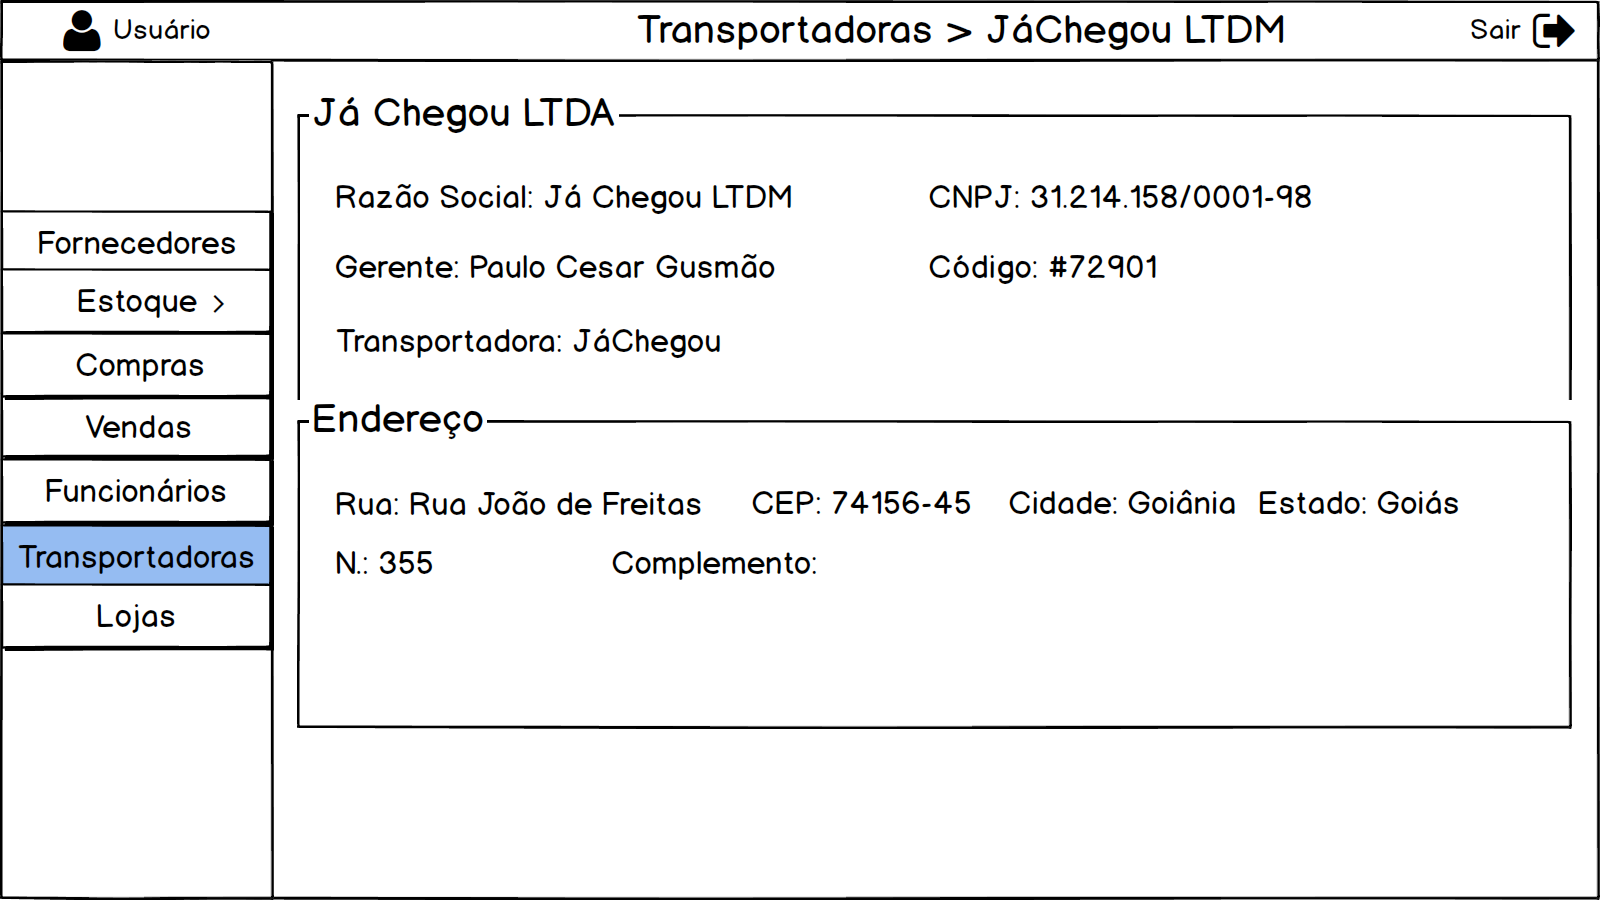 Usuário
Transportadoras > JáChegou LTDM
Sair
Fornecedores
Estoque >
Compras
Vendas
Funcionários
Transportadoras
Lojas
Já Chegou LTDA
Razão Social: Já Chegou LTDM
CNPJ: 31.214.158/0001-98
Gerente: Paulo Cesar Gusmão
Código: #72901
Transportadora: JáChegou
Endereço
Rua: Rua João de Freitas
CEP: 74156-45
Cidade: Goiânia
Estado: Goiás
N.: 355
Complemento: